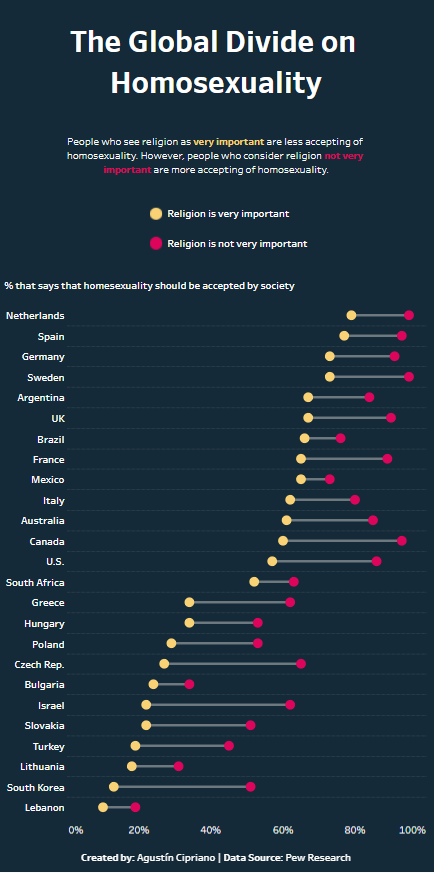 The Global Divide on
Homosexuality
People who see religion as very important are less accepting of
homosexuality. However, people who consider religion not very
important are more accepting of homosexuality.
Religion is very important
Religion is not very important
% that says that homesexuality should be accepted by society
Netherlands
Spain
Germany
Sweden
Argentina
UK
Brazil
France
Mexico
Italy
Australia
Canada
U.S.
South Africa
Greece
Hungary
Poland
Czech Rep.
Bulgaria
Israel
Slovakia
Turkey
Lithuania
South Korea
Lebanon
0% 20% 40% 60% 80% 100%
Created by: Agustín Cipriano | Data Source: Pew Research